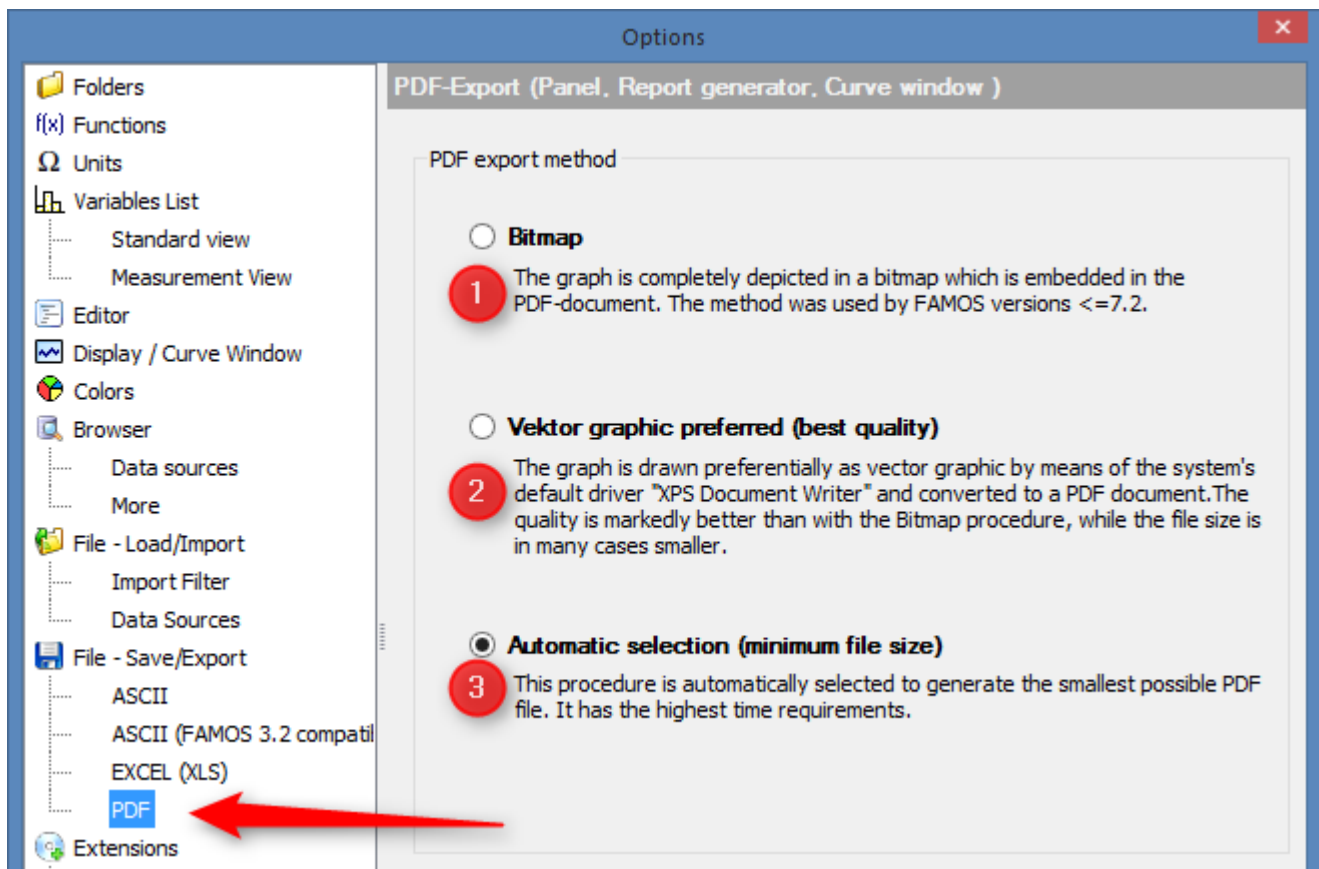 Options
Folders
f(x) Functions
Ω Units
Variables List
Standard view
Measurement View
Editor
Display / Curve Window
Colors
Browser
Data sources
More
File - Load/Import
Import Filter
Data Sources
File - Save/Export
ASCII
ASCII (FAMOS 3.2 compatil
EXCEL (XLS)
PDF
Extensions
PDF-Export (Panel, Report generator, Curve window )
PDF export method
Bitmap
1
The graph is completely depicted in a bitmap which is embedded in the
PDF-document. The method was used by FAMOS versions <=7.2.
Vektor graphic preferred (best quality)
2
The graph is drawn preferentially as vector graphic by means of the system's
default driver "XPS Document Writer" and converted to a PDF document.The
quality is markedly better than with the Bitmap procedure, while the file size is
in many cases smaller.
Automatic selection (minimum file size)
3
This procedure is automatically selected to generate the smallest possible PDF
file. It has the highest time requirements.